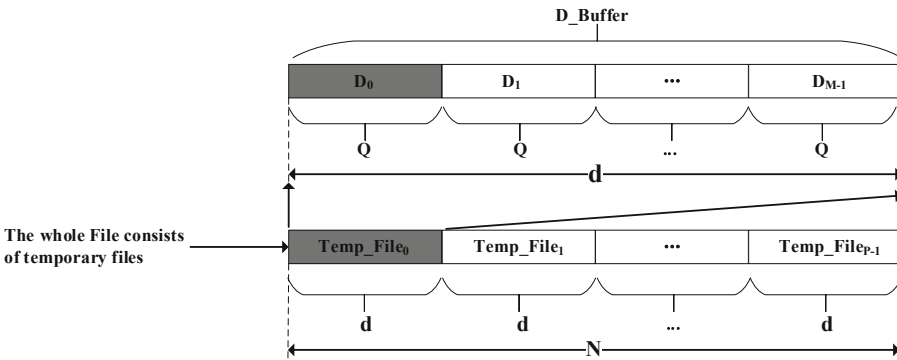 D_Buffer
D0 D1 ··· DM-1
Q Q ... Q
d
The whole File consists
of temporary files
Temp_File0 Temp_File1 ··· Temp_FileP-1
d d ... d
N